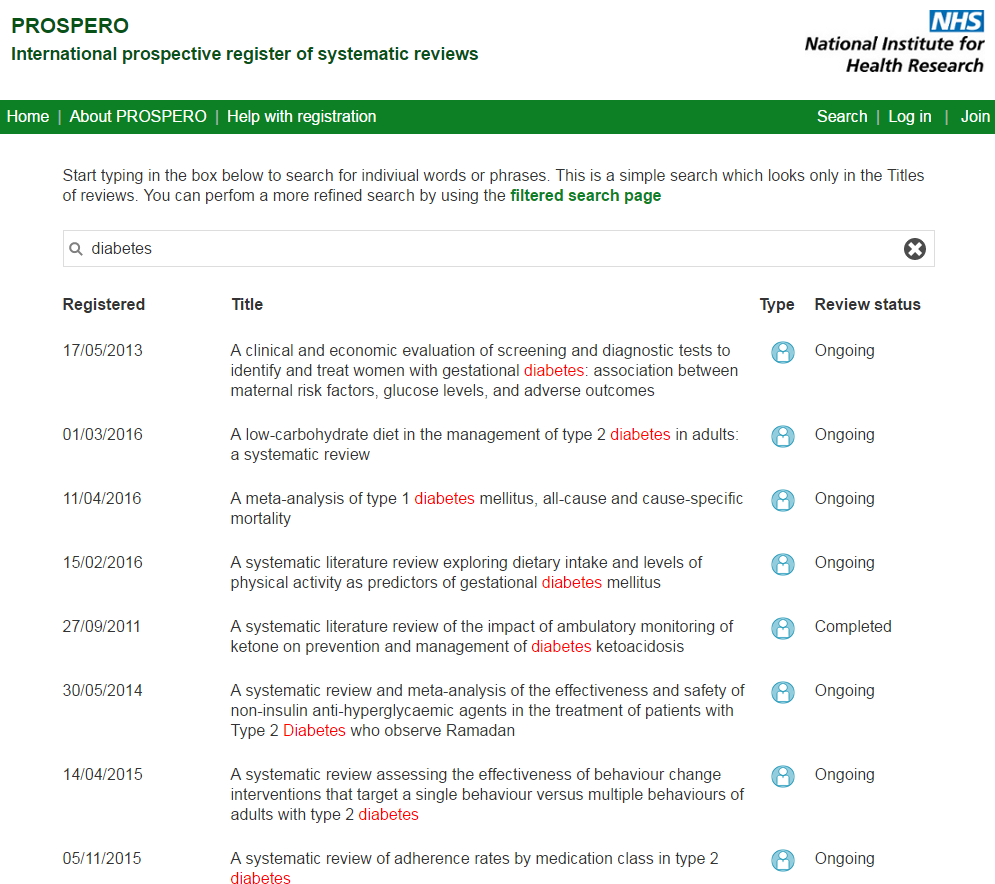 PROSPERO
International prospective register of systematic reviews
NHS
National Institute for
Health Research
Home | About PROSPERO | Help with registration
Search | Log in | Join
Start typing in the box below to search for indiviual words or phrases. This is a simple search which looks only in the Titles
of reviews. You can perfom a more refined search by using the filtered search page
diabetes
Registered Title Type Review status
17/05/2013 A clinical and economic evaluation of screening and diagnostic tests to Ongoing
identify and treat women with gestational diabetes: association between
maternal risk factors, glucose levels, and adverse outcomes
01/03/2016 A low-carbohydrate diet in the management of type 2 diabetes in adults: Ongoing
a systematic review
11/04/2016 A meta-analysis of type 1 diabetes mellitus, all-cause and cause-specific Ongoing
mortality
15/02/2016 A systematic literature review exploring dietary intake and levels of Ongoing
physical activity as predictors of gestational diabetes mellitus
27/09/2011 A systematic literature review of the impact of ambulatory monitoring of Completed
ketone on prevention and management of diabetes ketoacidosis
30/05/2014 A systematic review and meta-analysis of the effectiveness and safety of Ongoing
non-insulin anti-hyperglycaemic agents in the treatment of patients with
Type 2 Diabetes who observe Ramadan
14/04/2015 A systematic review assessing the effectiveness of behaviour change Ongoing
interventions that target a single behaviour versus multiple behaviours of
adults with type 2 diabetes
05/11/2015 A systematic review of adherence rates by medication class in type 2 Ongoing
diabetes